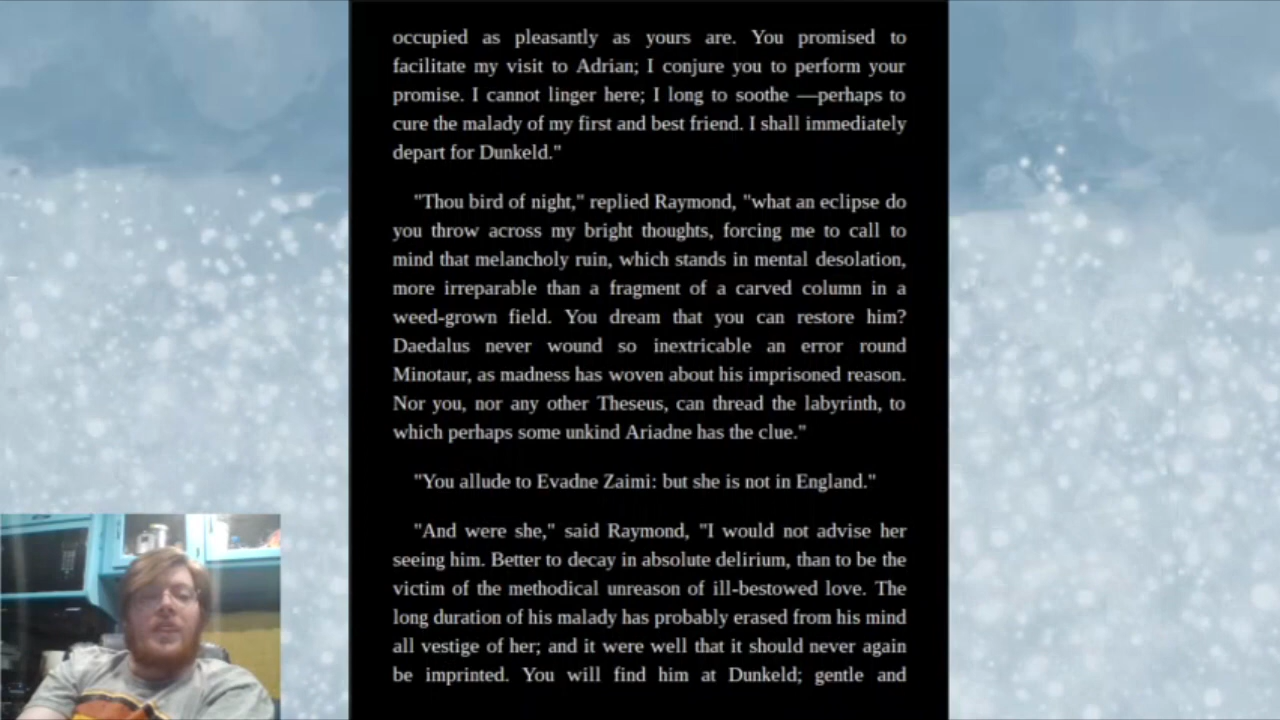 occupied as pleasantly as yours are. You promised to
facilitate my visit to Adrian; I conjure you to perform your
promise. I cannot linger here; I long to soothe —perhaps to
cure the malady of my first and best friend. I shall immediately
depart for Dunkeld."
"Thou bird of night," replied Raymond, "what an eclipse do
you throw across my bright thoughts, forcing me to call to
mind that melancholy ruin, which stands in mental desolation,
more irreparable than a fragment of a carved column in a
weed-grown field. You dream that you can restore him?
Daedalus never wound so inextricable an error round
Minotaur, as madness has woven about his imprisoned reason.
Nor you, nor any other Theseus, can thread the labyrinth, to
which perhaps some unkind Ariadne has the clue."
"You allude to Evadne Zaimi: but she is not in England."
"And were she," said Raymond, "I would not advise her
seeing him. Better to decay in absolute delirium, than to be the
victim of the methodical unreason of ill-bestowed love. The
long duration of his malady has probably erased from his mind
all vestige of her; and it were well that it should never again
be imprinted. You will find him at Dunkeld; gentle and